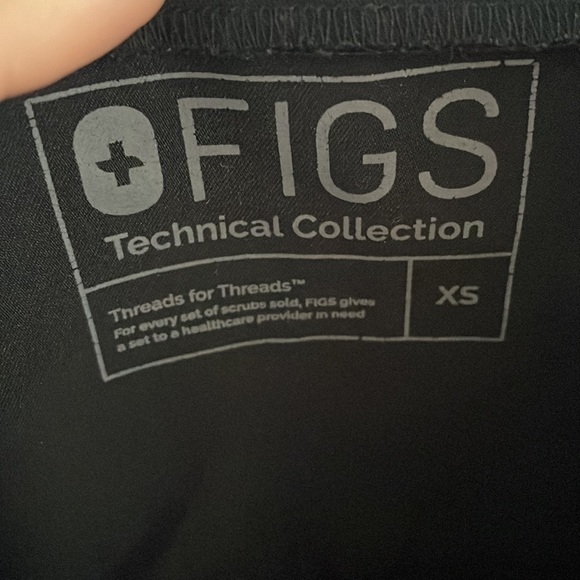 FIGS
Technical Collection
Threads for Threads™
For every set of scrubs sold, FIGS gives
a set to a healthcare provider in need
XS